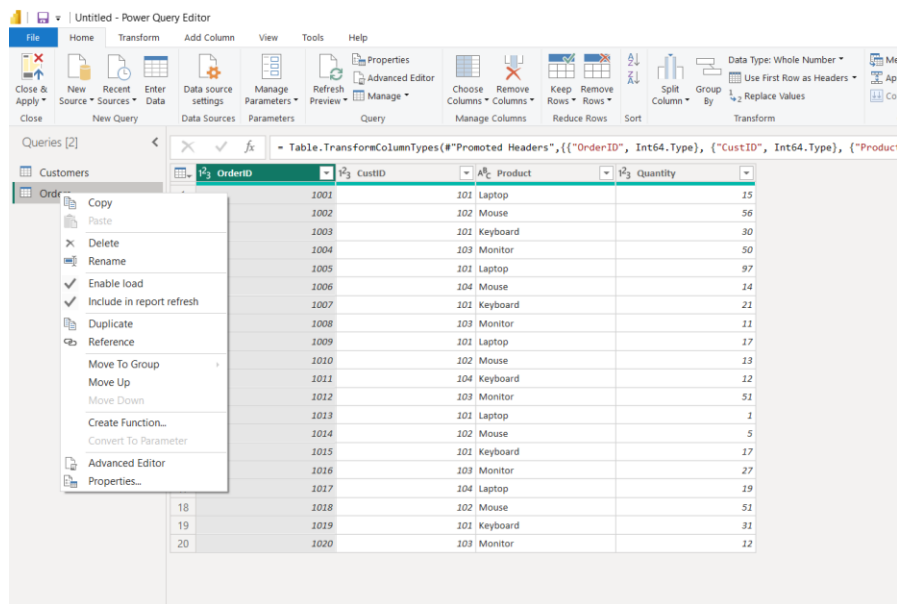 Untitled - Power Query Editor
File Home Transform Add Column View Tools Help
Close & Apply
New Source
Recent Sources
Enter Data
Data source settings
Manage Parameters
Refresh Preview
Properties
Advanced Editor
Manage
Choose Columns
Remove Columns
Keep Rows
Remove Rows
Split Column
Group By
Data Type: Whole Number
Use First Row as Headers
Replace Values
Close New Query Data Sources Parameters Query Manage Columns Reduce Rows Sort Transform
Queries [2]
Customers
fx = Table.TransformColumnTypes(#"Promoted Headers",{{"OrderID", Int64.Type}, {"CustID", Int64.Type}, {"Product
OrderID CustID Product Quantity
1001 101 Laptop 15
1002 102 Mouse 56
1003 101 Keyboard 30
1004 103 Monitor 50
1005 101 Laptop 97
1006 104 Mouse 14
1007 101 Keyboard 21
1008 103 Monitor 11
1009 101 Laptop 17
1010 102 Mouse 13
1011 104 Keyboard 12
1012 103 Monitor 51
1013 101 Laptop 1
1014 102 Mouse 5
1015 101 Keyboard 17
1016 103 Monitor 27
1017 104 Laptop 19
18 1018 102 Mouse 51
19 1019 101 Keyboard 31
20 1020 103 Monitor 12
Copy
Paste
Delete
Rename
Enable load
Include in report refresh
Duplicate
Reference
Move To Group
Move Up
Move Down
Create Function...
Convert To Parameter
Advanced Editor
Properties...